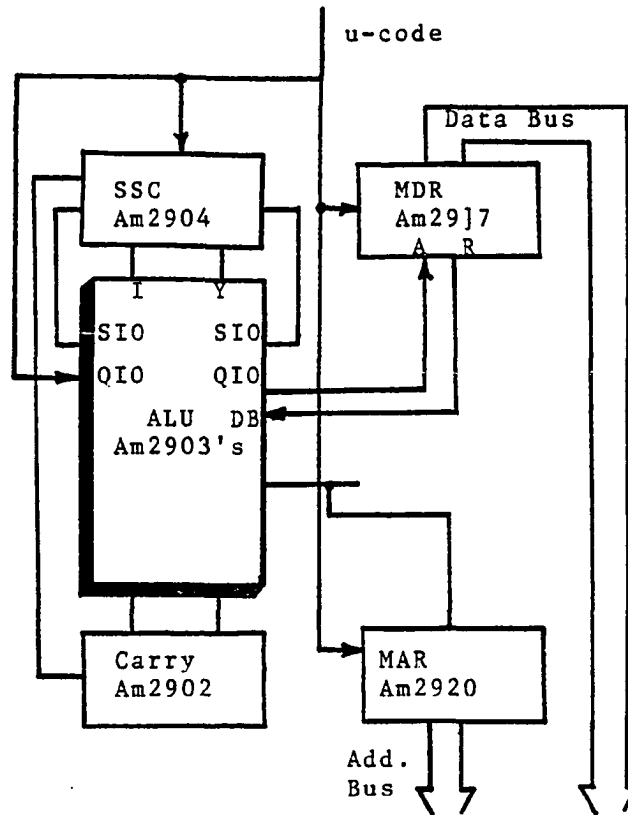 u-code
Data Bus
SSC
Am2904
MDR
Am29]7
A R
I Y
SIO SIO
QIO QIO
ALU DB
Am2903's
Carry
Am2902
MAR
Am2920
Add.
Bus